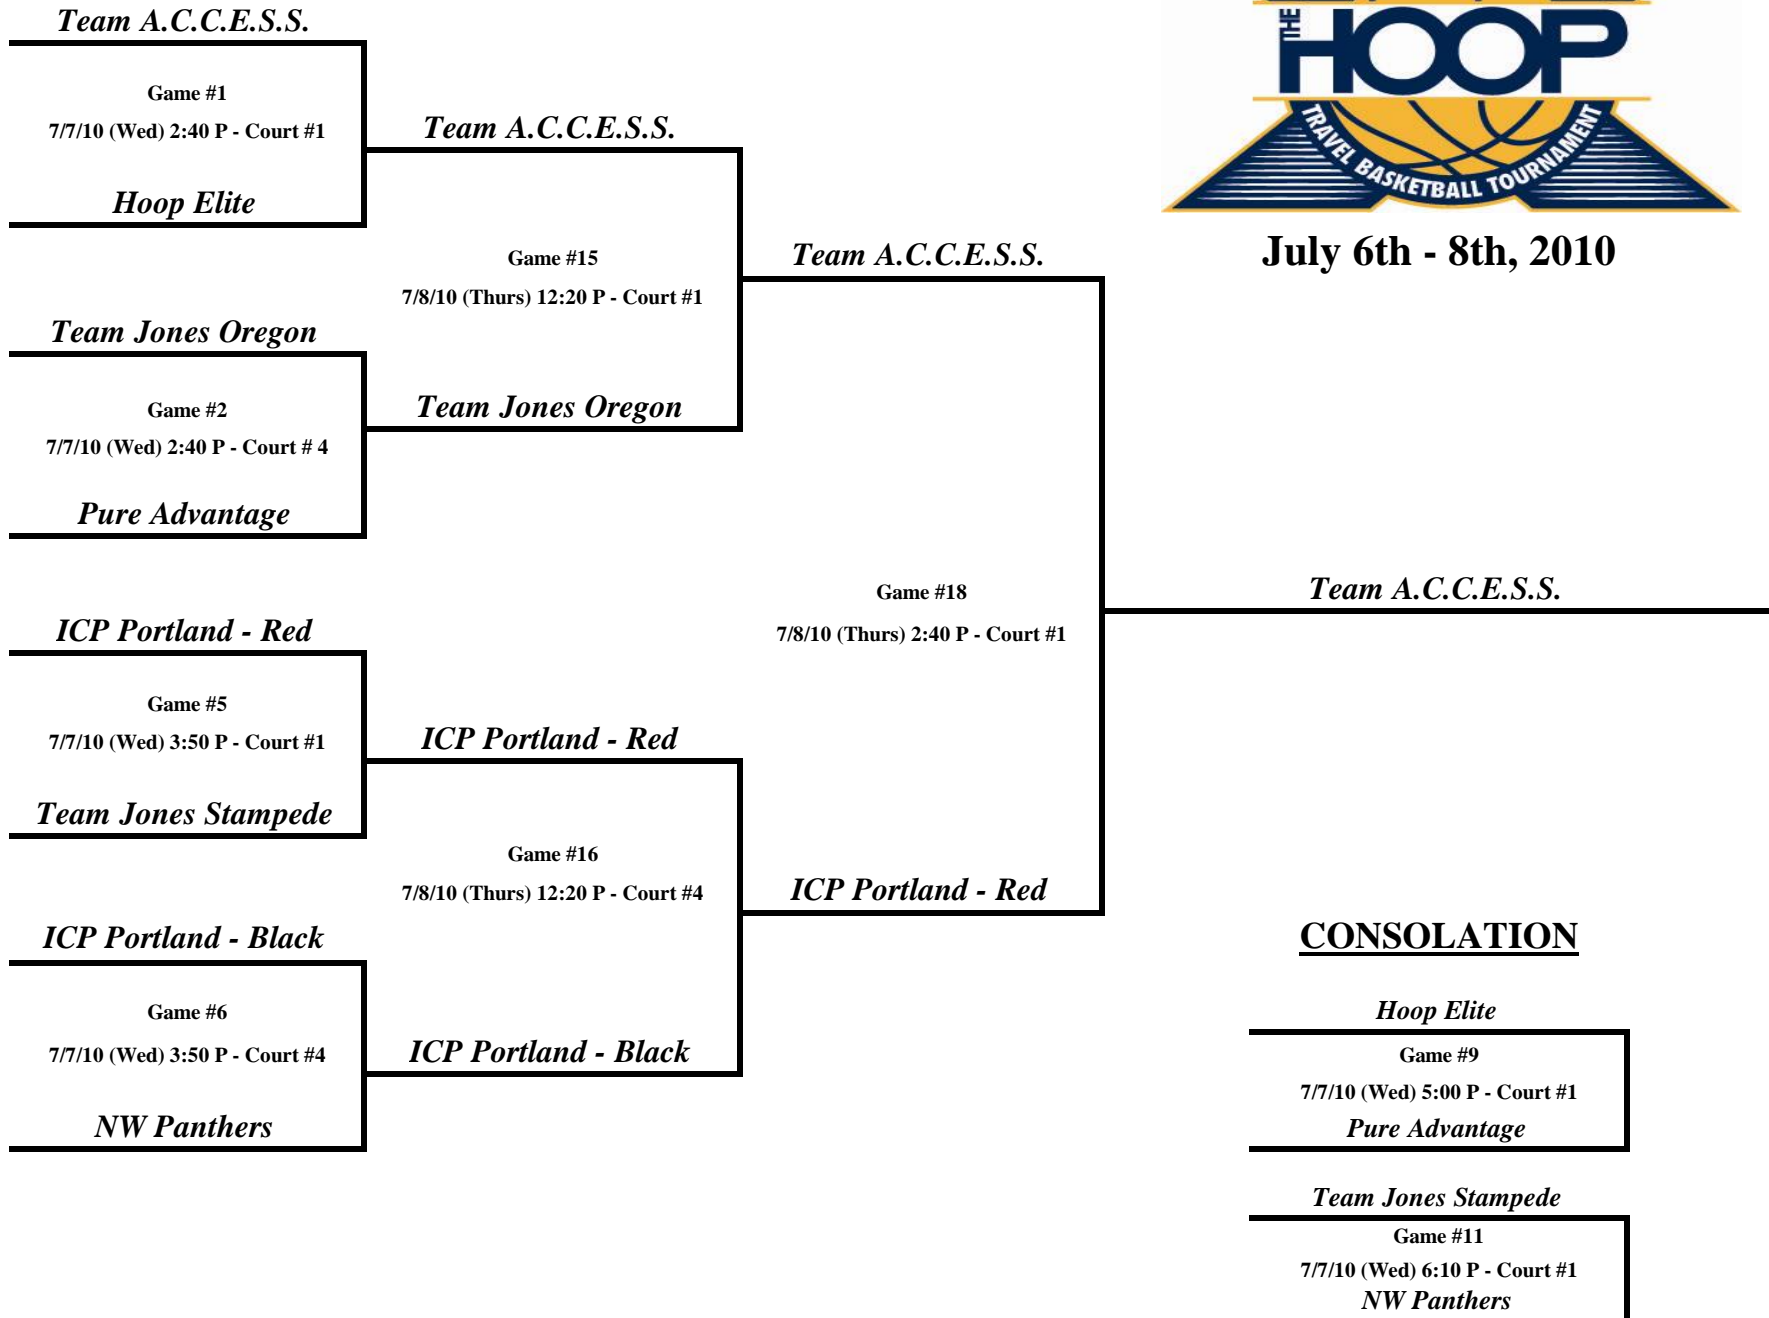 Team A.C.C.E.S.S.
Game #1
7/7/10 (Wed) 2:40 P - Court #1
Hoop Elite
Team Jones Oregon
Game #2
7/7/10 (Wed) 2:40 P - Court # 4
Pure Advantage
ICP Portland - Red
Game #5
7/7/10 (Wed) 3:50 P - Court #1
Team Jones Stampede
ICP Portland - Black
Game #6
7/7/10 (Wed) 3:50 P - Court #4
NW Panthers
Team A.C.C.E.S.S.
Game #15
7/8/10 (Thurs) 12:20 P - Court #1
Team Jones Oregon
ICP Portland - Red
Game #16
7/8/10 (Thurs) 12:20 P - Court #4
ICP Portland - Black
Team A.C.C.E.S.S.
Game #18
7/8/10 (Thurs) 2:40 P - Court #1
ICP Portland - Red
THE
HOOP
TRAVEL BASKETBALL TOURNAMENT
July 6th - 8th, 2010
Team A.C.C.E.S.S.
CONSOLATION
Hoop Elite
Game #9
7/7/10 (Wed) 5:00 P - Court #1
Pure Advantage
Team Jones Stampede
Game #11
7/7/10 (Wed) 6:10 P - Court #1
NW Panthers